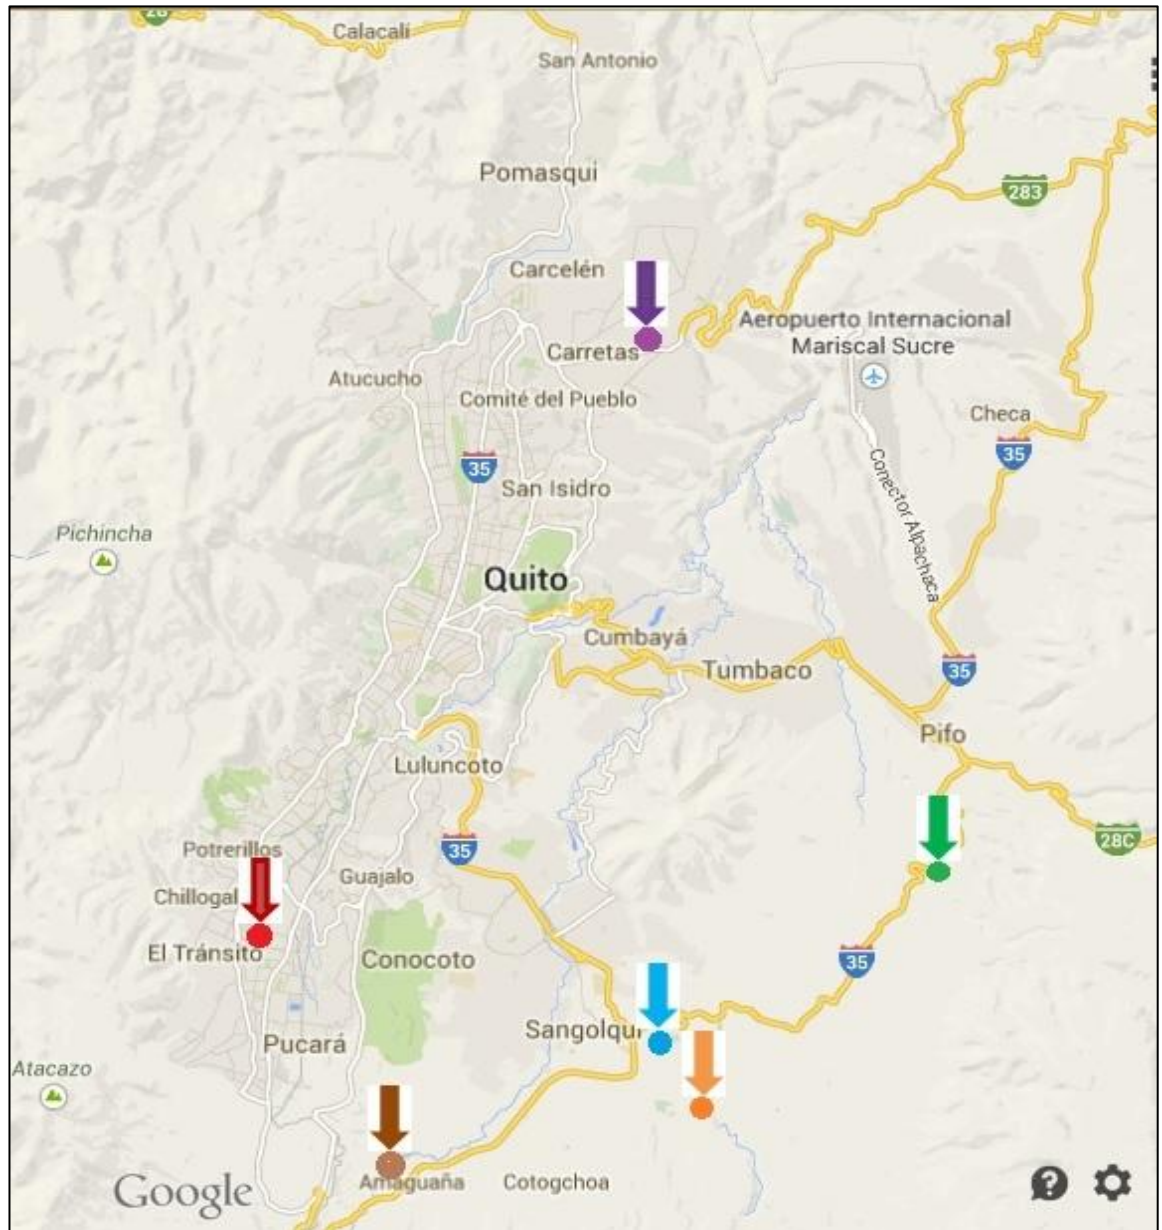 28
Calacalí
San Antonio
Pomasqui
283
Carcelén
Aeropuerto Internacional
Mariscal Sucre
Carretas
Atucucho
Comité del Pueblo
Checa
35
35
San Isidro
Conector Alpachaca
Pichincha
Quito
Cumbayá
Tumbaco
35
Pifo
Luluncoto
28C
35
Potrerillos
Guajalo
Chillogal
El Tránsito
Conocoto
35
Sangolquí
Pucará
Atacazo
Amaguaña
Cotogchoa
Google
?